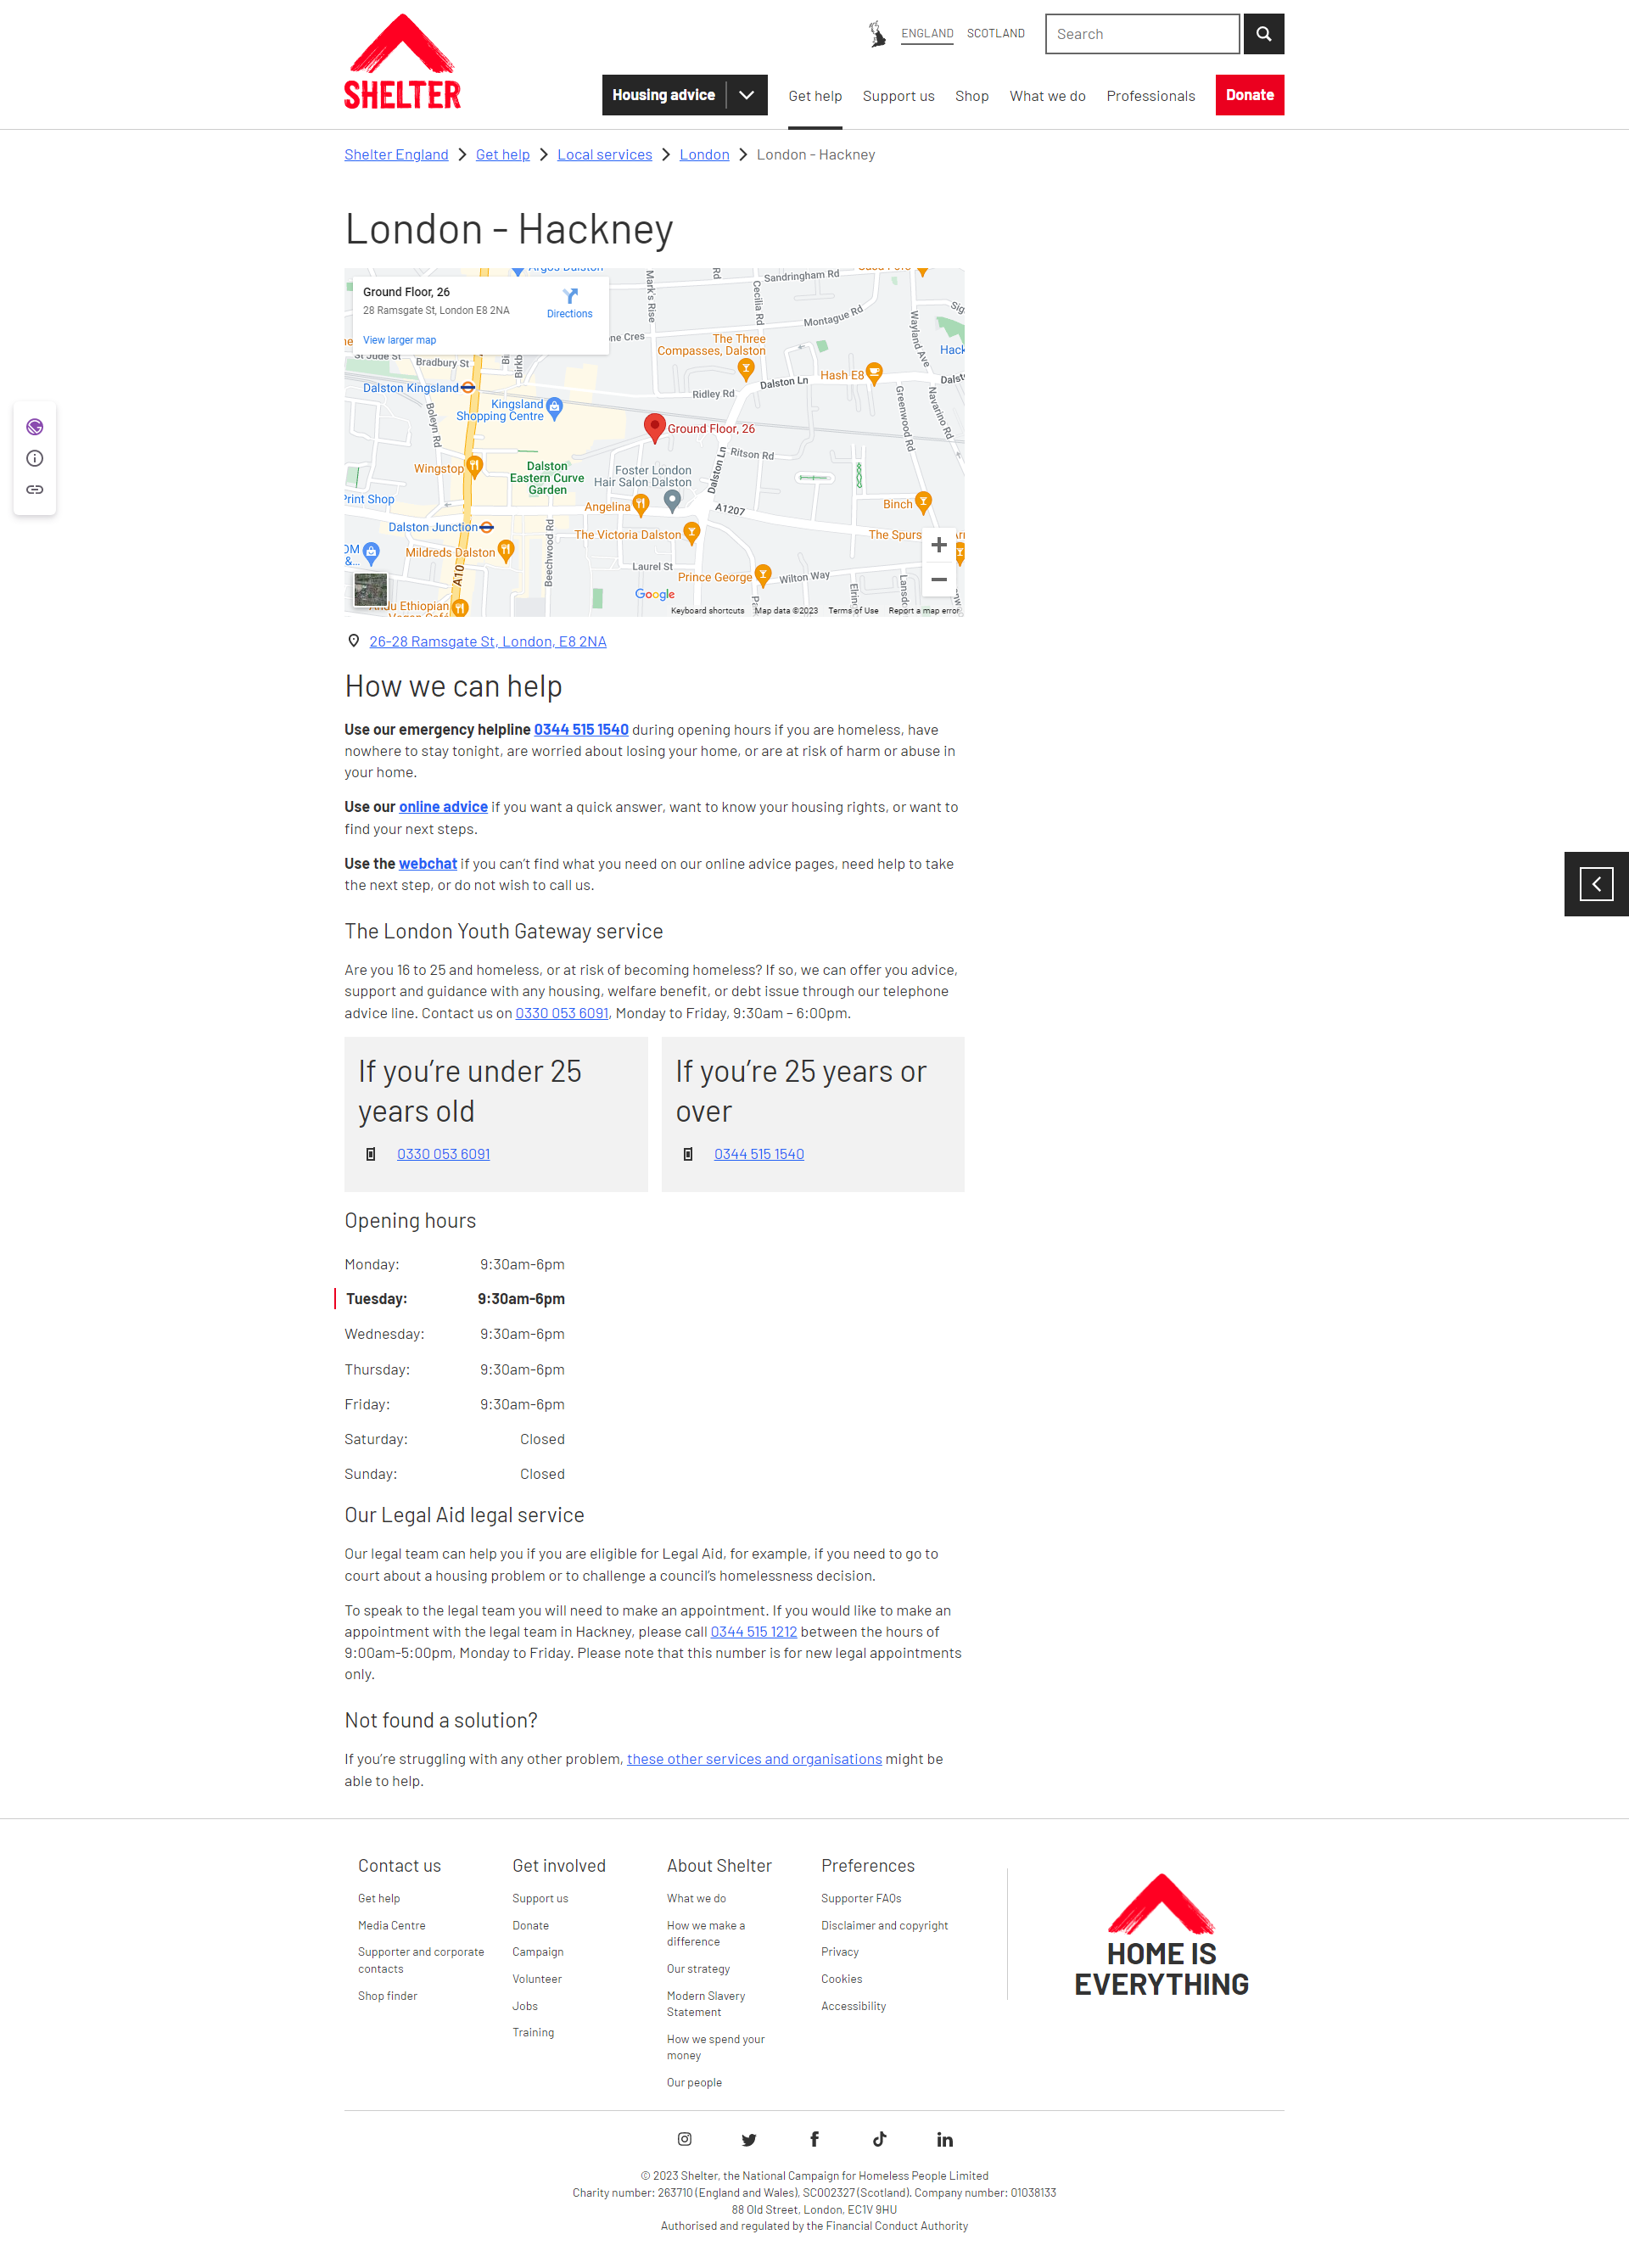 SHELTER
ENGLAND
SCOTLAND
Search
Housing advice
Get help
Support us
Shop
What we do
Professionals
Donate
Shelter England
Get help
Local services
London
London - Hackney
London - Hackney
Argos Dalston
Ground Floor, 26
28 Ramsgate St, London E8 2NA
Directions
View larger map
Mark's Rise
Sandringham Rd
Cecilia Rd
Montague Rd
Wayland Ave
St Jude St
Bradbury St
The Three
Compasses, Dalston
Dalston Kingsland
Hash E8
Dalston Ln
Ridley Rd
Boleyn Rd
Kingsland
Shopping Centre
Greenwood Rd
Navarino Rd
Ground Floor, 26
Ritson Rd
Wingstop
Dalston
Eastern Curve
Garden
Foster London
Hair Salon Dalston
Dalston Ln
Print Shop
Angelina
A1207
Binch
Dalston Junction
The Victoria Dalston
The Spurs
Mildreds Dalston
Beechwood Rd
Laurel St
A10
Prince George
Wilton Way
Google
Keyboard shortcuts
Map data ©2023
Terms of Use
Report a map error
26-28 Ramsgate St, London, E8 2NA
How we can help
Use our emergency helpline 0344 515 1540 during opening hours if you are homeless, have
nowhere to stay tonight, are worried about losing your home, or are at risk of harm or abuse in
your home.
Use our online advice if you want a quick answer, want to know your housing rights, or want to
find your next steps.
Use the webchat if you can’t find what you need on our online advice pages, need help to take
the next step, or do not wish to call us.
The London Youth Gateway service
Are you 16 to 25 and homeless, or at risk of becoming homeless? If so, we can offer you advice,
support and guidance with any housing, welfare benefit, or debt issue through our telephone
advice line. Contact us on 0330 053 6091, Monday to Friday, 9:30am – 6:00pm.
If you’re under 25
years old
0330 053 6091
If you’re 25 years or
over
0344 515 1540
Opening hours
Monday: 9:30am-6pm
Tuesday: 9:30am-6pm
Wednesday: 9:30am-6pm
Thursday: 9:30am-6pm
Friday: 9:30am-6pm
Saturday: Closed
Sunday: Closed
Our Legal Aid legal service
Our legal team can help you if you are eligible for Legal Aid, for example, if you need to go to
court about a housing problem or to challenge a council’s homelessness decision.
To speak to the legal team you will need to make an appointment. If you would like to make an
appointment with the legal team in Hackney, please call 0344 515 1212 between the hours of
9:00am-5:00pm, Monday to Friday. Please note that this number is for new legal appointments
only.
Not found a solution?
If you’re struggling with any other problem, these other services and organisations might be
able to help.
Contact us
Get help
Media Centre
Supporter and corporate
contacts
Shop finder
Get involved
Support us
Donate
Campaign
Volunteer
Jobs
Training
About Shelter
What we do
How we make a
difference
Our strategy
Modern Slavery
Statement
How we spend your
money
Our people
Preferences
Supporter FAQs
Disclaimer and copyright
Privacy
Cookies
Accessibility
HOME IS
EVERYTHING
© 2023 Shelter, the National Campaign for Homeless People Limited
Charity number: 263710 (England and Wales), SC002327 (Scotland). Company number: 01038133
88 Old Street, London, EC1V 9HU
Authorised and regulated by the Financial Conduct Authority